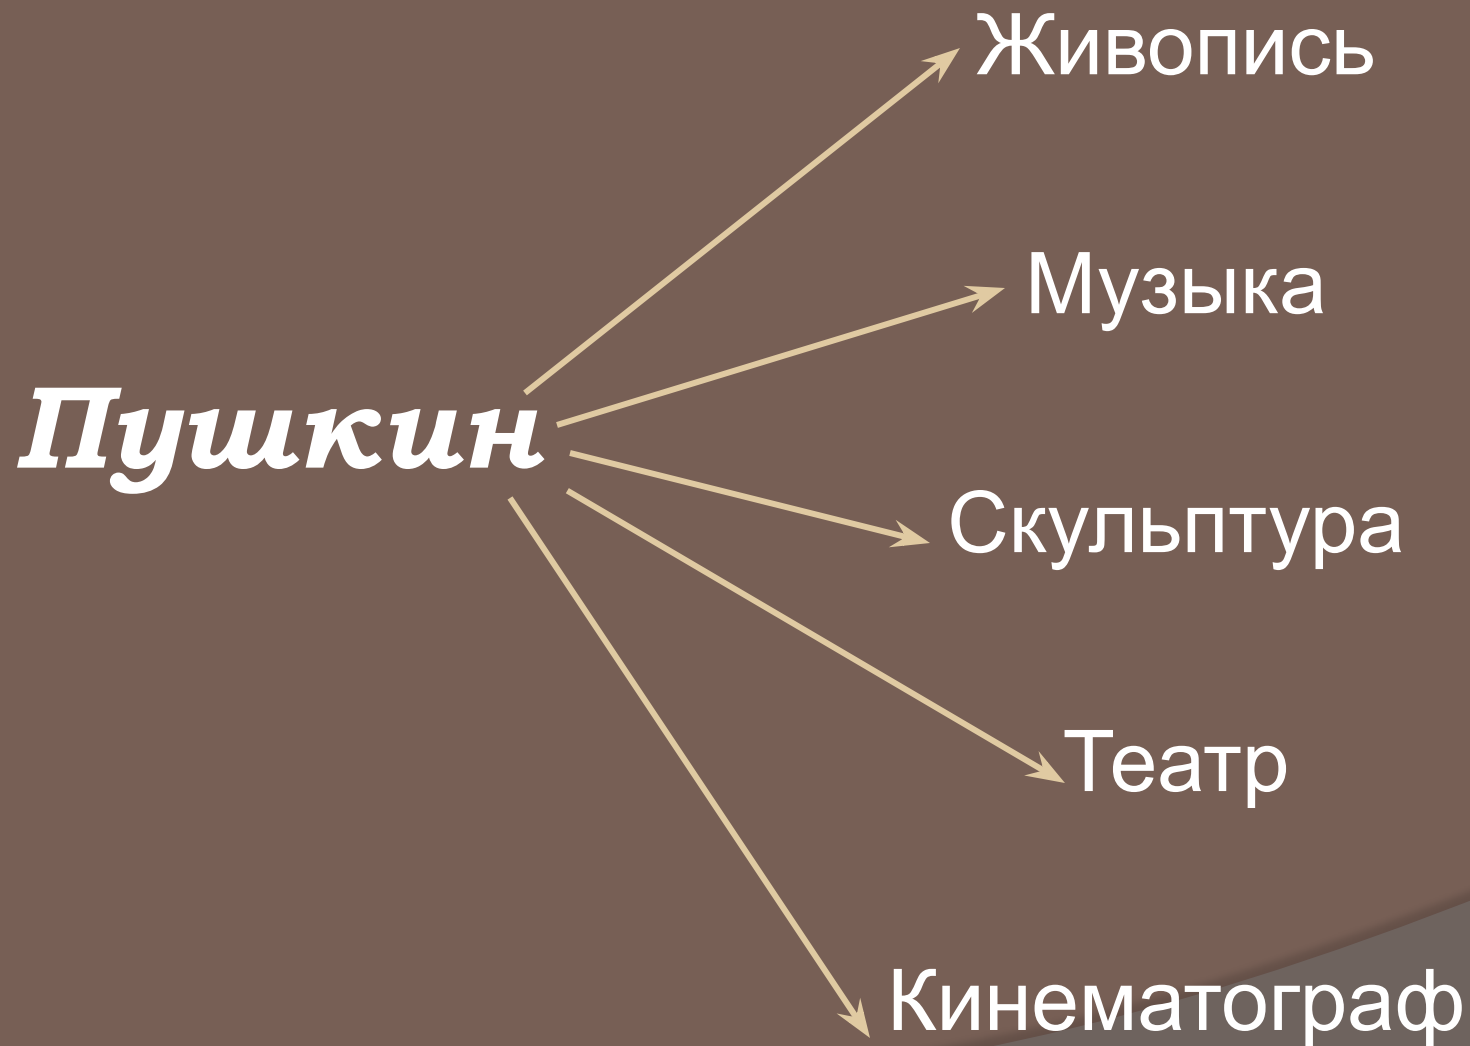 Живопись
Музыка
Пушкин
Скульптура
Театр
Кинематограф